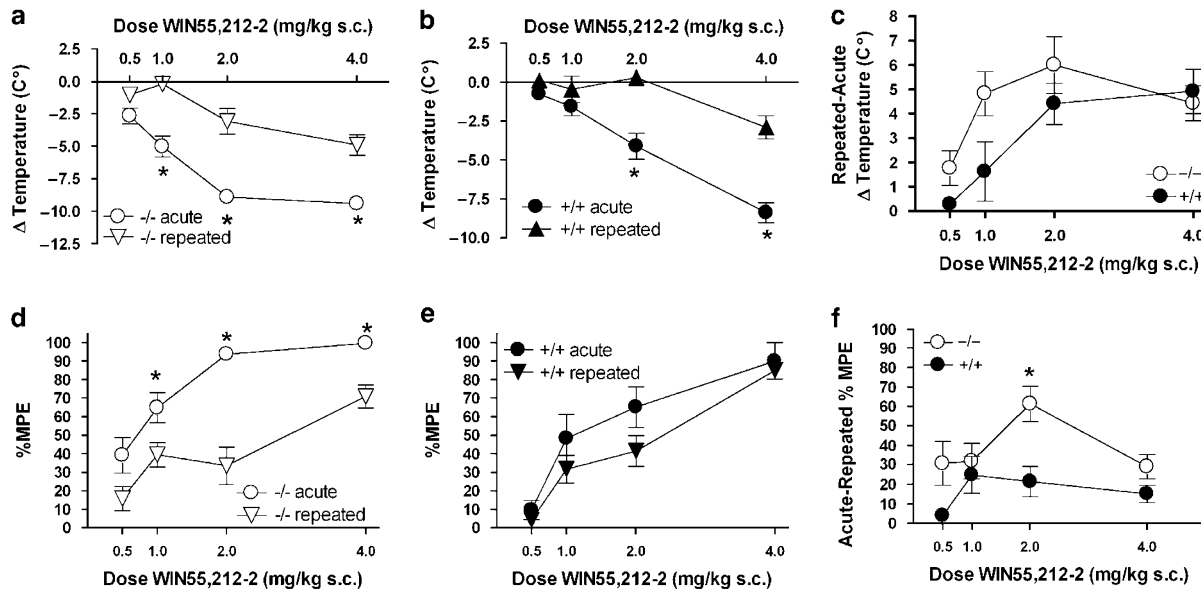 a
Dose WIN55,212-2 (mg/kg s.c.)
0.5 1.0 2.0 4.0
Δ Temperature (C°)
2.5
0.0
−2.5
−5.0
−7.5
−10.0
−12.5
* * *
-/- acute
-/- repeated
b
Dose WIN55,212-2 (mg/kg s.c.)
0.5 1.0 2.0 4.0
Δ Temperature (C°)
2.5
0.0
−2.5
−5.0
−7.5
−10.0
* *
+/+ acute
+/+ repeated
c
Repeated-Acute
Δ Temperature (C°)
8
7
6
5
4
3
2
1
0
−/−
+/+
0.5 1.0 2.0 4.0
Dose WIN55,212-2 (mg/kg s.c.)
d
%MPE
100
90
80
70
60
50
40
30
20
10
0
* * *
-/- acute
-/- repeated
0.5 1.0 2.0 4.0
Dose WIN55,212-2 (mg/kg s.c.)
e
%MPE
100
90
80
70
60
50
40
30
20
10
0
+/+ acute
+/+ repeated
0.5 1.0 2.0 4.0
Dose WIN55,212-2 (mg/kg s.c.)
f
Acute-Repeated % MPE
100
90
80
70
60
50
40
30
20
10
0
−/−
+/+
*
0.5 1.0 2.0 4.0
Dose WIN55,212-2 (mg/kg s.c.)